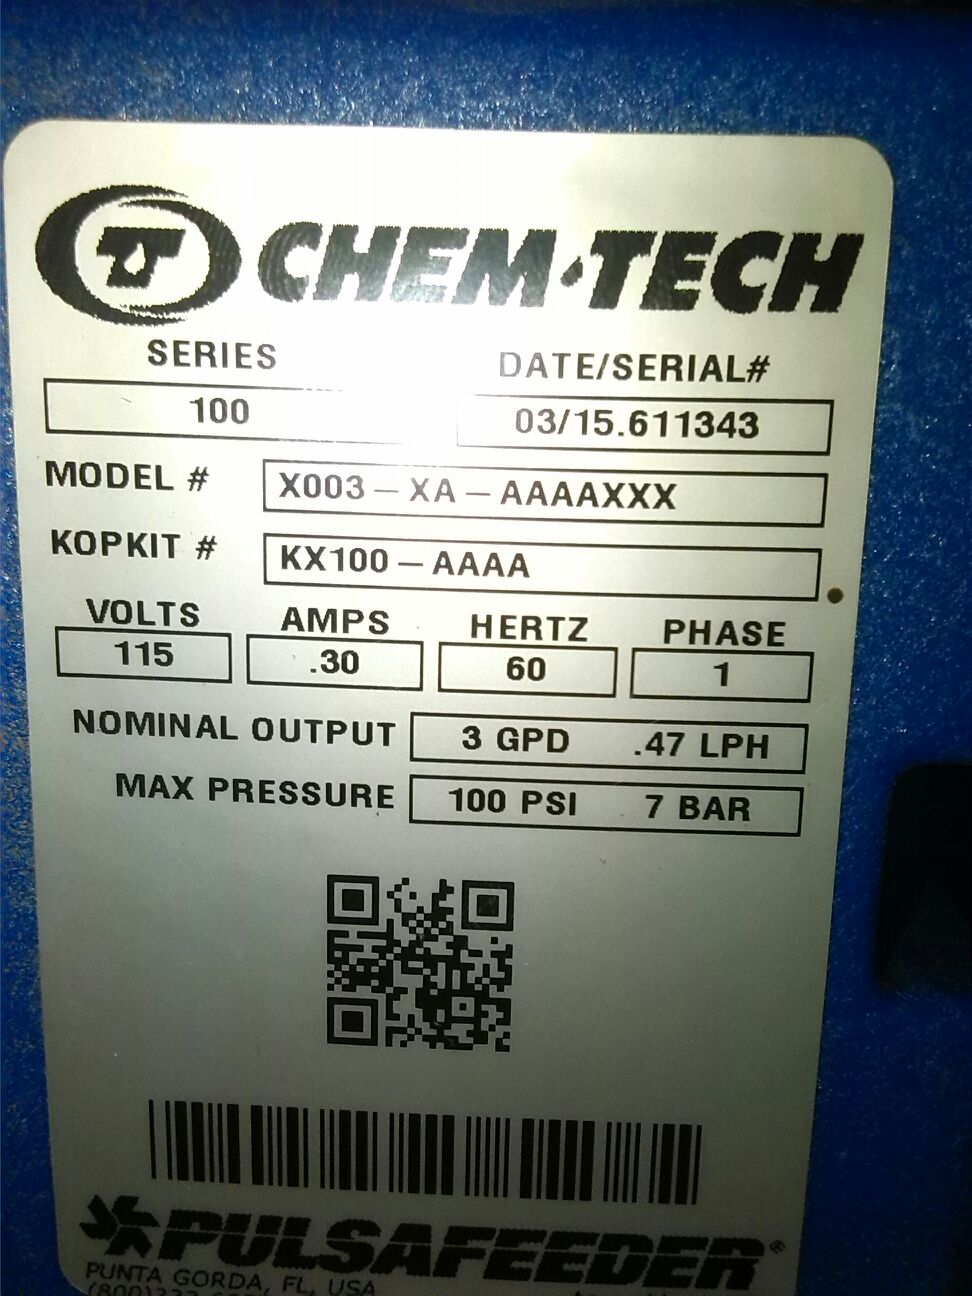 CHEM·TECH
SERIES DATE/SERIAL#
100 03/15.611343
MODEL # X003 – XA – AAAAXXX
KOPKIT # KX100 – AAAA
VOLTS AMPS HERTZ PHASE
115 .30 60 1
NOMINAL OUTPUT 3 GPD .47 LPH
MAX PRESSURE 100 PSI 7 BAR
PULSAFEEDER®
PUNTA GORDA, FL, USA